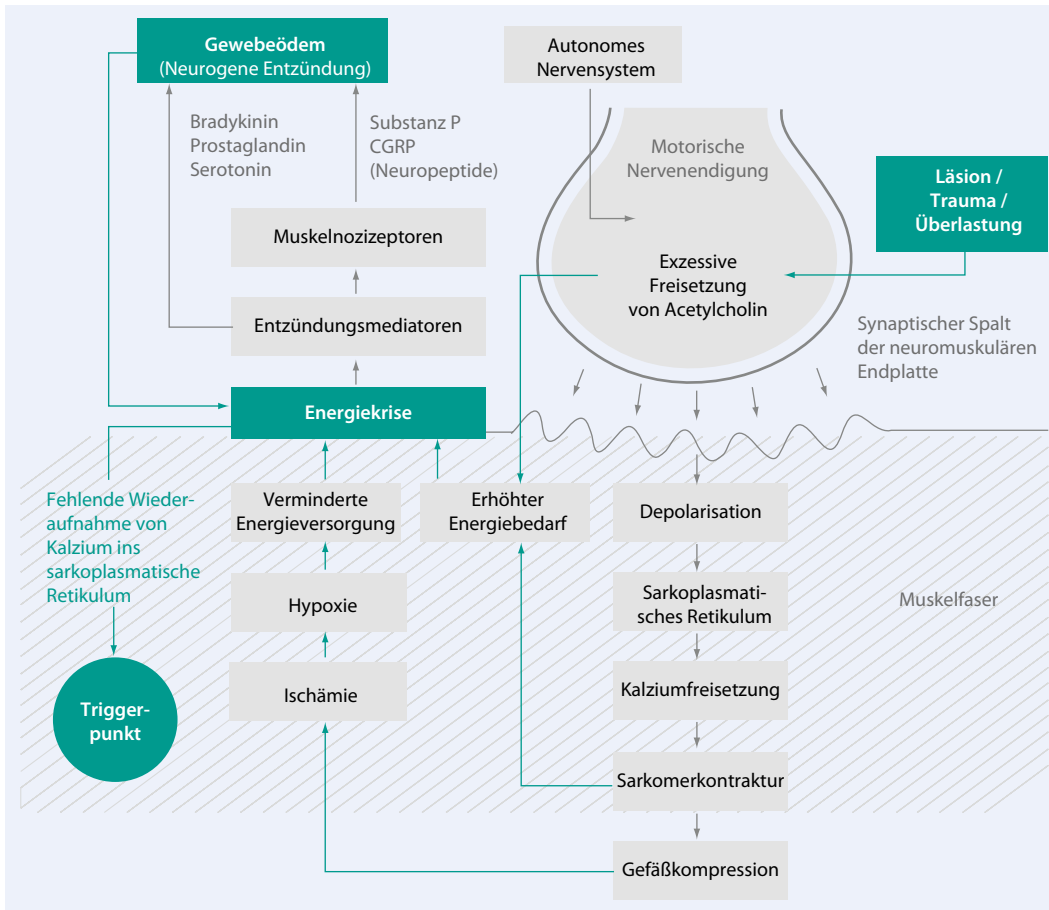 Gewebeödem
(Neurogene Entzündung)
Autonomes
Nervensystem
Bradykinin
Prostaglandin
Serotonin
Substanz P
CGRP
(Neuropeptide)
Motorische
Nervenendigung
Läsion /
Trauma /
Überlastung
Muskelnozizeptoren
Exzessive
Freisetzung
von Acetylcholin
Entzündungsmediatoren
Synaptischer Spalt
der neuromuskulären
Endplatte
Energiekrise
Fehlende Wieder-
aufnahme von
Kalzium ins
sarkoplasmatische
Retikulum
Verminderte
Energieversorgung
Erhöhter
Energiebedarf
Depolarisation
Hypoxie
Sarkoplasmati-
sches Retikulum
Muskelfaser
Ischämie
Kalziumfreisetzung
Trigger-
punkt
Sarkomerkontraktur
Gefäßkompression